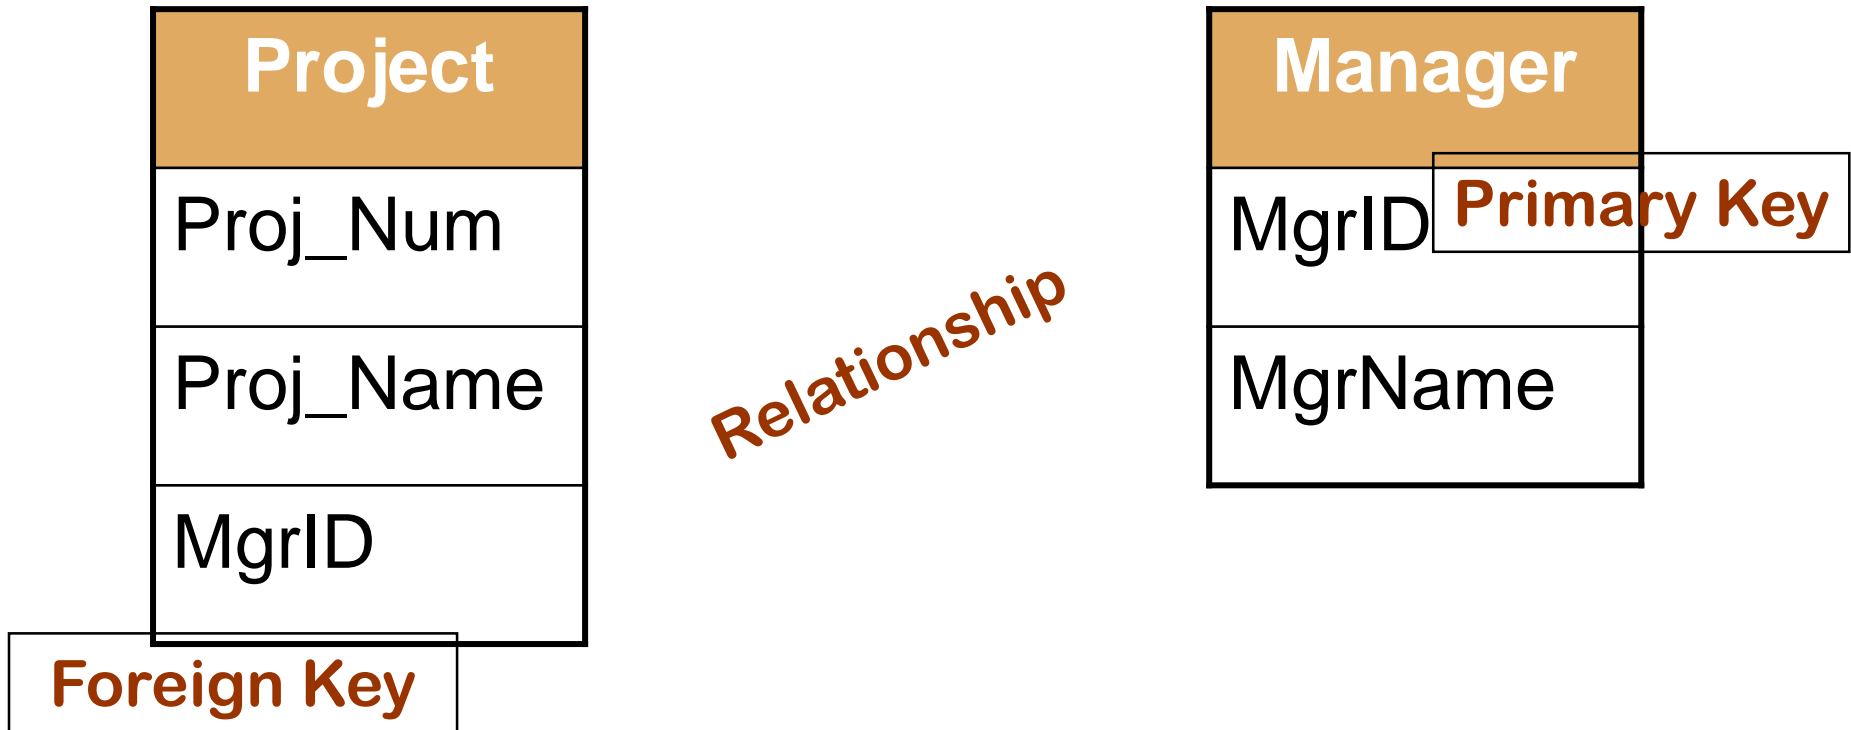 Project
Proj_Num
Proj_Name
MgrID
Foreign Key
Relationship
Manager
MgrID
Primary Key
MgrName